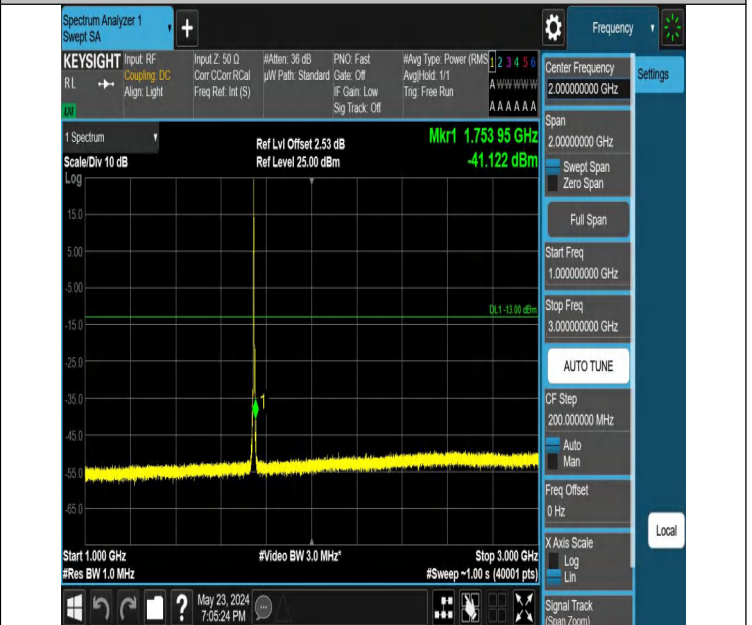 Spectrum Analyzer 1
Swept SA
+
Frequency
KEYSIGHT
RL
Input: RF
Coupling: DC
Align: Light
Input Z: 50 Ω
Corr CCorr RCal
Freq Ref: Int (S)
#Atten: 36 dB
µW Path: Standard
PNO: Fast
Gate: Off
IF Gain: Low
Sig Track: Off
#Avg Type: Power (RMS
Avg|Hold: 1/1
Trig: Free Run
1 2 3 4 5 6
A W W W W W
A A A A A A
1 Spectrum
Scale/Div 10 dB
Log
Ref Lvl Offset 2.53 dB
Ref Level 25.00 dBm
Mkr1 1.753 95 GHz
-41.122 dBm
15.0
5.00
-5.00
-15.0
-25.0
-35.0
-45.0
-55.0
-65.0
DL1 -13.00 dBm
1
Start 1.000 GHz
#Res BW 1.0 MHz
#Video BW 3.0 MHz*
Stop 3.000 GHz
#Sweep ~1.00 s (40001 pts)
Center Frequency
2.00000000 GHz
Settings
Span
2.00000000 GHz
Swept Span
Zero Span
Full Span
Start Freq
1.000000000 GHz
Stop Freq
3.000000000 GHz
AUTO TUNE
CF Step
200.000000 MHz
Auto
Man
Freq Offset
0 Hz
X Axis Scale
Log
Lin
Signal Track
(Span Zoom)
Local
?
May 23, 2024
7:05:24 PM